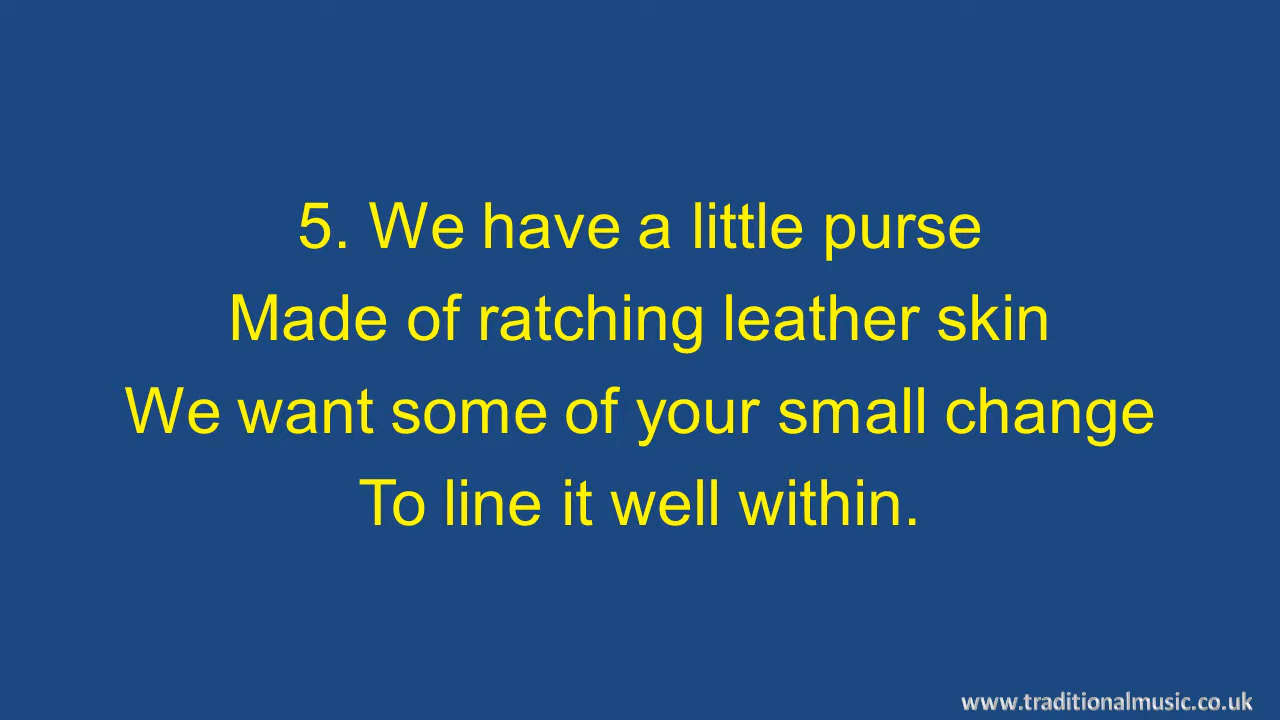 5. We have a little purse
Made of ratching leather skin
We want some of your small change
To line it well within.
www.traditionalmusic.co.uk